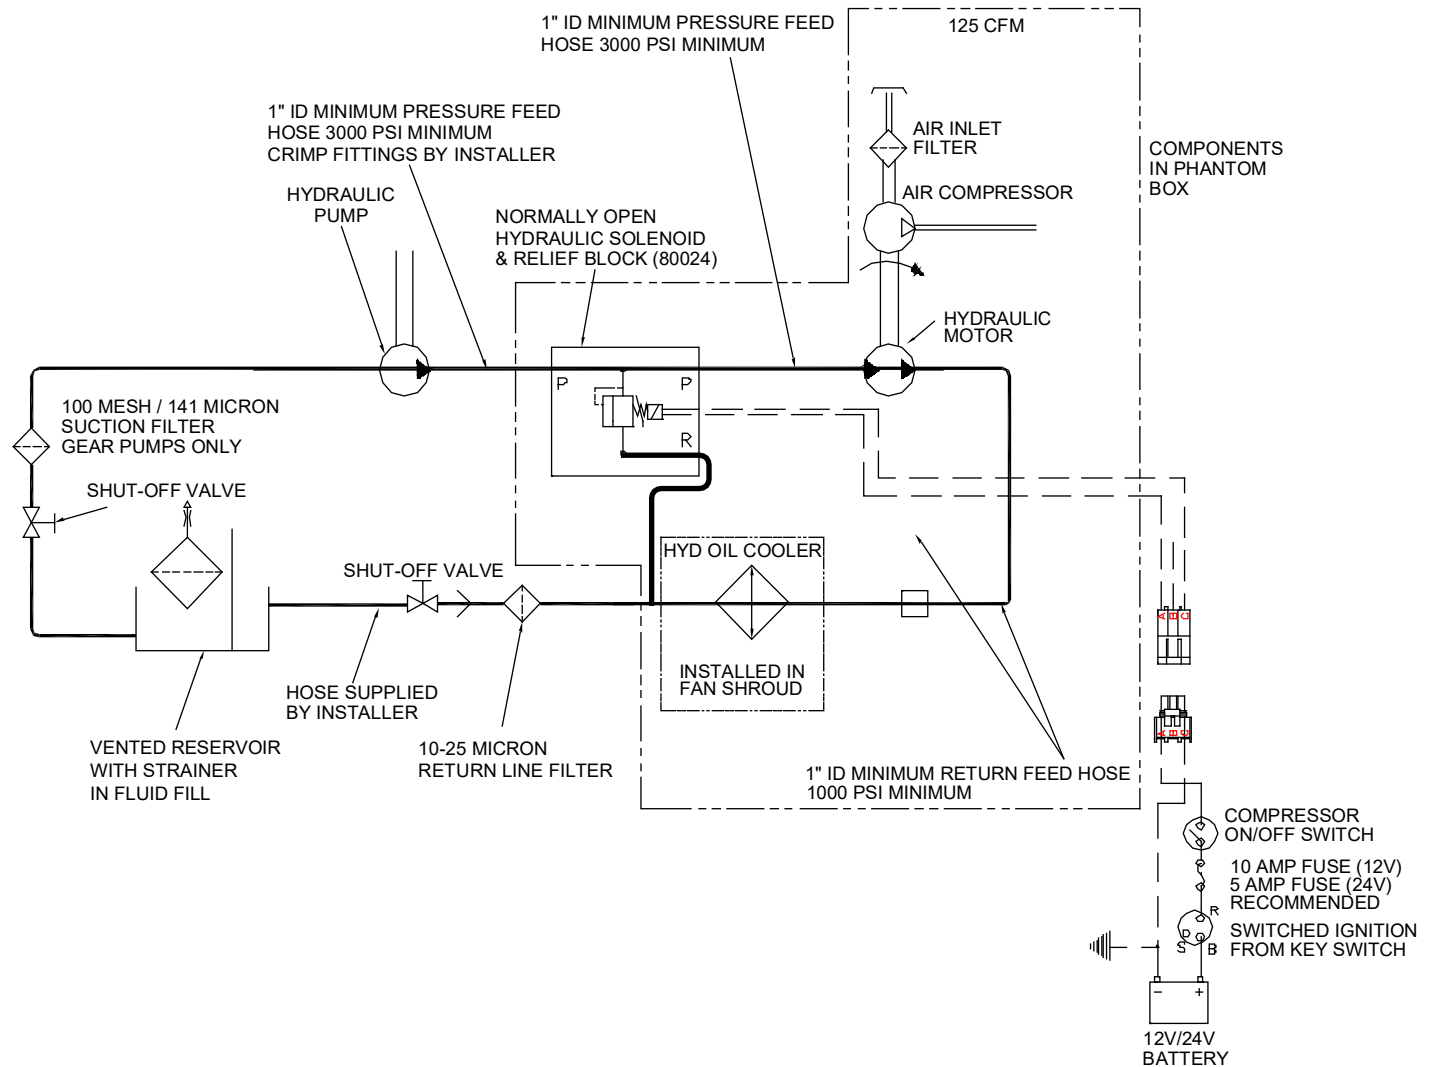 1" ID MINIMUM PRESSURE FEED
HOSE 3000 PSI MINIMUM
125 CFM
1" ID MINIMUM PRESSURE FEED
HOSE 3000 PSI MINIMUM
CRIMP FITTINGS BY INSTALLER
AIR INLET
FILTER
COMPONENTS
IN PHANTOM
BOX
HYDRAULIC
PUMP
AIR COMPRESSOR
NORMALLY OPEN
HYDRAULIC SOLENOID
& RELIEF BLOCK (80024)
HYDRAULIC
MOTOR
P
P
R
100 MESH / 141 MICRON
SUCTION FILTER
GEAR PUMPS ONLY
SHUT-OFF VALVE
SHUT-OFF VALVE
HYD OIL COOLER
INSTALLED IN
FAN SHROUD
HOSE SUPPLIED
BY INSTALLER
VENTED RESERVOIR
WITH STRAINER
IN FLUID FILL
10-25 MICRON
RETURN LINE FILTER
1" ID MINIMUM RETURN FEED HOSE
1000 PSI MINIMUM
A B C
A B C
COMPRESSOR
ON/OFF SWITCH
10 AMP FUSE (12V)
5 AMP FUSE (24V)
RECOMMENDED
R
SWITCHED IGNITION
FROM KEY SWITCH
S
B
- +
12V/24V
BATTERY